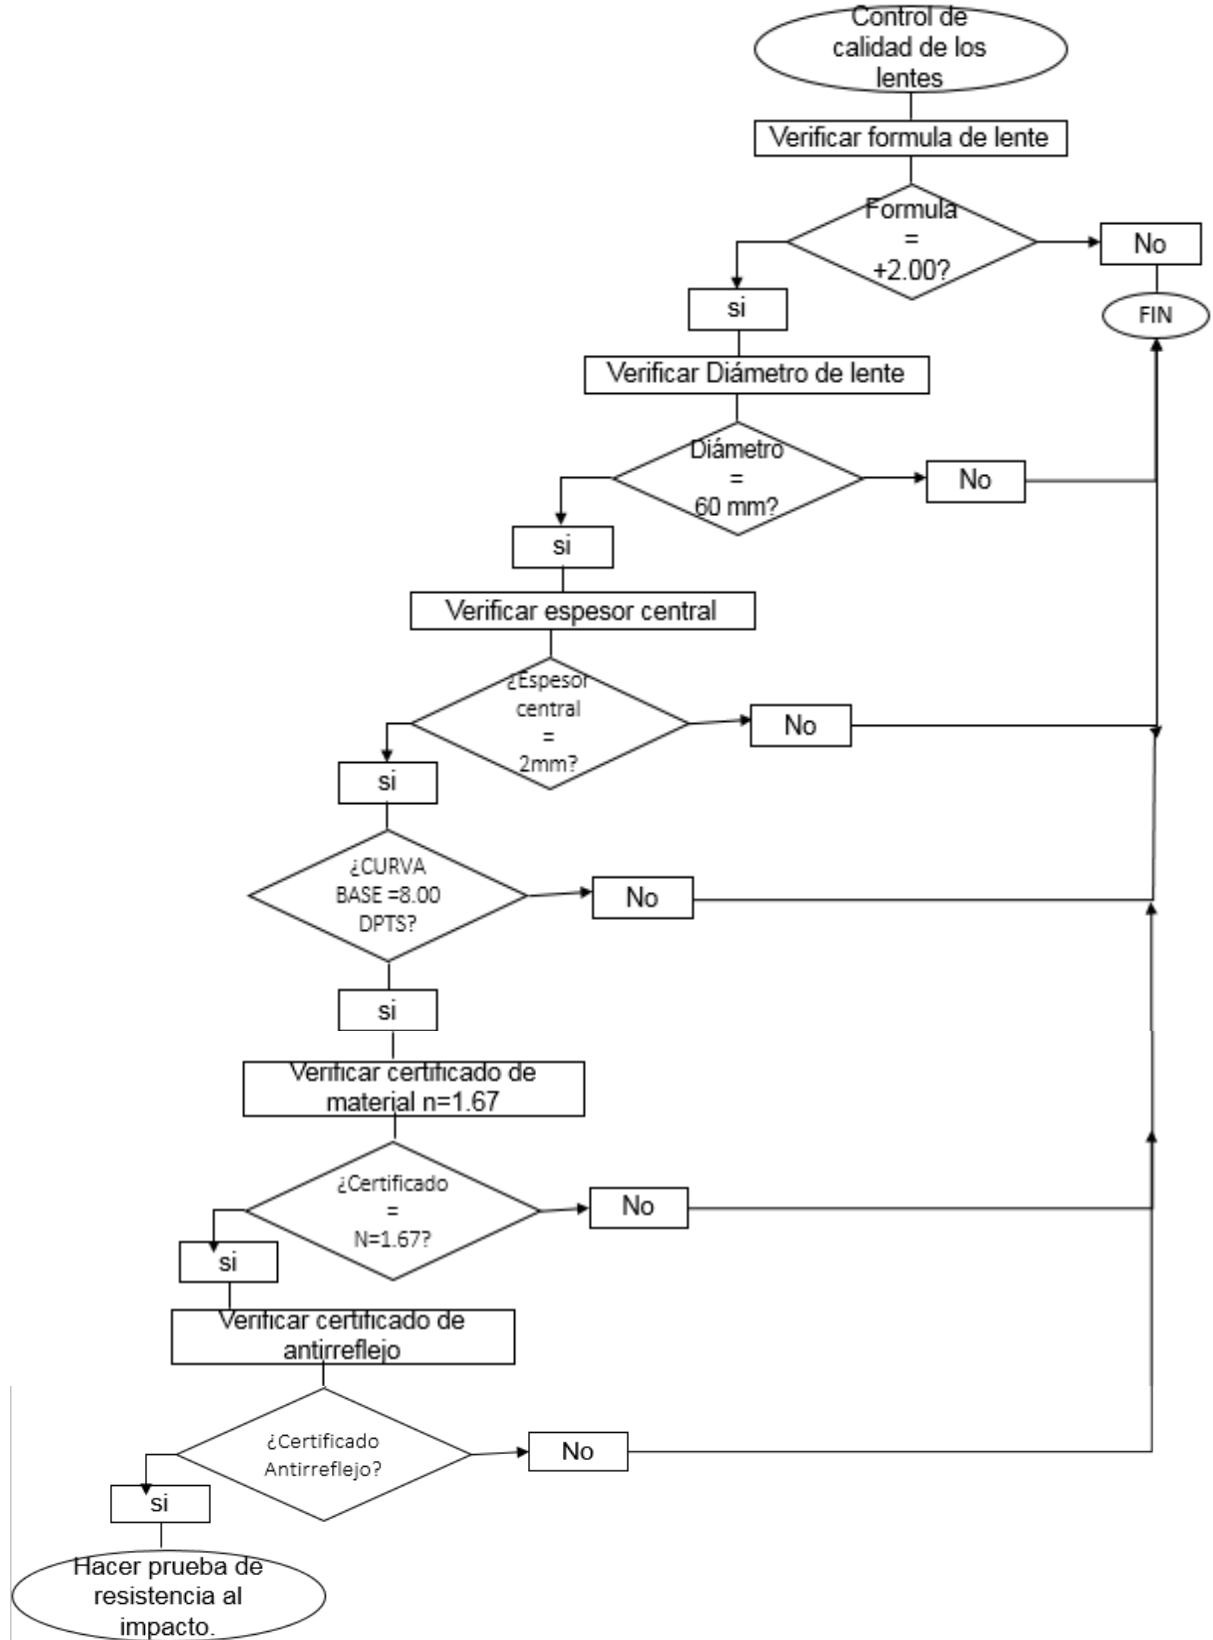 Control de
calidad de los
lentes
Verificar formula de lente
Formula
=
+2.00?
No
si
FIN
Verificar Diámetro de lente
Diámetro
=
60 mm?
No
si
Verificar espesor central
¿Espesor
central
=
2mm?
No
si
¿CURVA
BASE =8.00
DPTS?
No
si
Verificar certificado de
material n=1.67
¿Certificado
=
N=1.67?
No
si
Verificar certificado de
antirreflejo
¿Certificado
Antirreflejo?
No
si
Hacer prueba de
resistencia al
impacto.